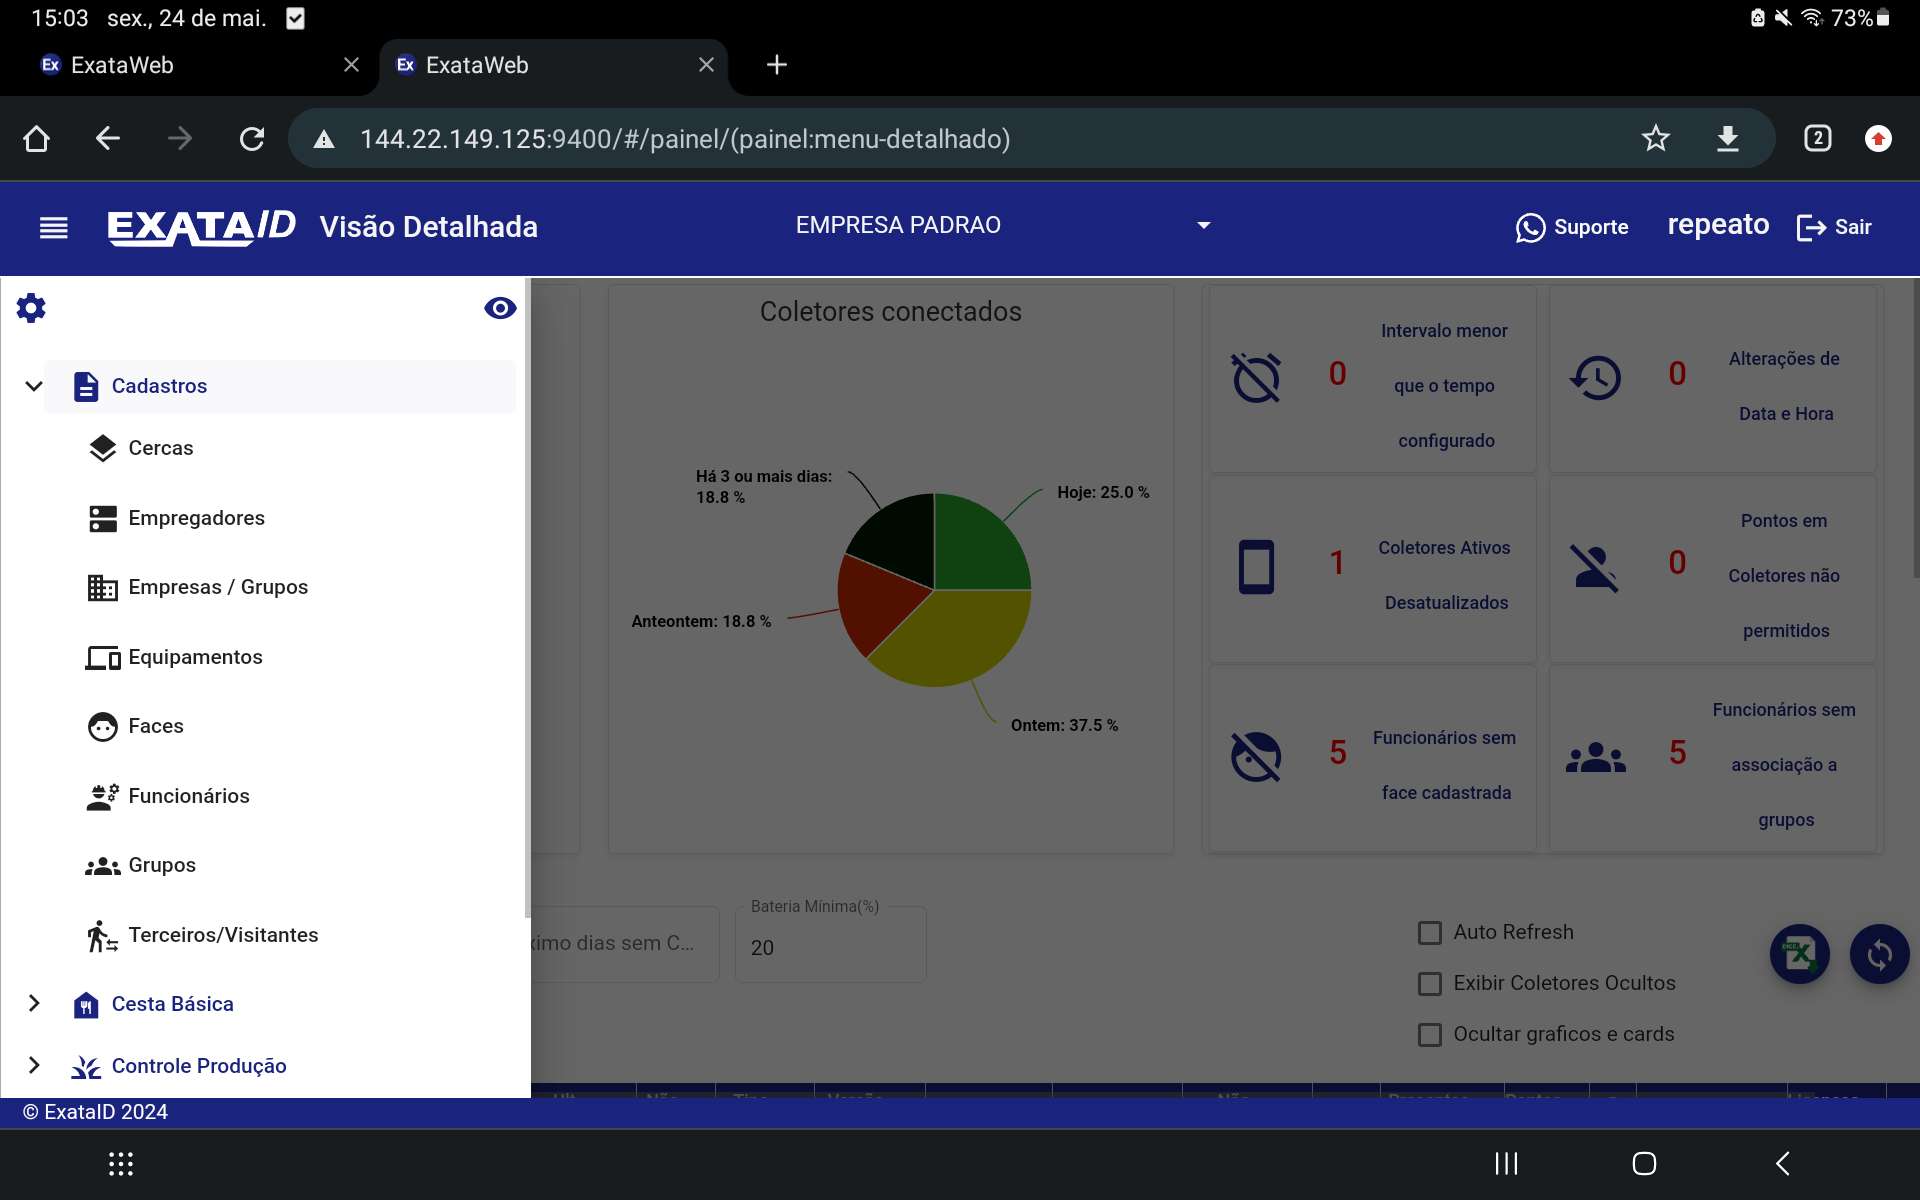 15:03 sex., 24 de mai.
73%
Ex ExataWeb
Ex ExataWeb
144.22.149.125:9400/#/painel/(painel:menu-detalhado)
2
EXATAID Visão Detalhada
EMPRESA PADRAO
Suporte
repeato
Sair
Cadastros
Cercas
Empregadores
Empresas / Grupos
Equipamentos
Faces
Funcionários
Grupos
Terceiros/Visitantes
Cesta Básica
Controle Produção
Coletores conectados
Há 3 ou mais dias:
18.8 %
Hoje: 25.0 %
Anteontem: 18.8 %
Ontem: 37.5 %
0
Intervalo menor
que o tempo
configurado
0
Alterações de
Data e Hora
1
Coletores Ativos
Desatualizados
0
Pontos em
Coletores não
permitidos
5
Funcionários sem
face cadastrada
5
Funcionários sem
associação a
grupos
ximo dias sem C...
Bateria Mínima(%)
20
Auto Refresh
Exibir Coletores Ocultos
Ocultar graficos e cards
© ExataID 2024